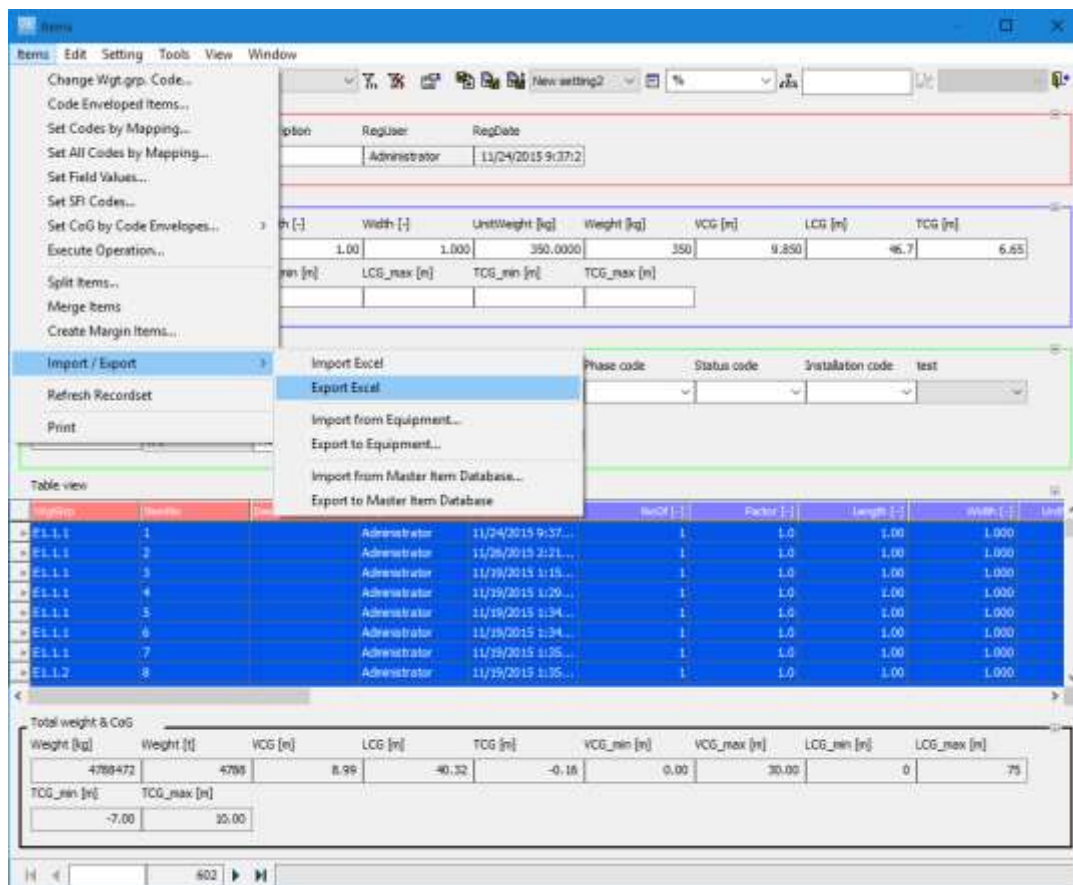 Items
Items Edit Setting Tools View Window
Change Wgt.grp. Code...
New setting2 %
Code Enveloped Items...
Set Codes by Mapping...
ption RegUser RegDate
Set All Codes by Mapping...
Administrator 11/24/2015 9:37:2
Set Field Values...
Set SFI Codes...
Set CoG by Code Envelopes...
th [-] Width [-] UnitWeight [kg] Weight [kg] VCG [m] LCG [m] TCG [m]
Execute Operation...
1.00 1.000 350.0000 350 9.850 46.7 6.65
Split Items...
min [m] LCG_max [m] TCG_min [m] TCG_max [m]
Merge Items
Create Margin Items...
Import / Export
Import Excel
Phase code Status code Installation code test
Refresh Recordset
Export Excel
Print
Import from Equipment...
Export to Equipment...
Import from Master Item Database...
Export to Master Item Database
Table view
WgtGrp ItemNo NoOf [-] Factor [-] Length [-] Width [-]
E1.1.1 1 Administrator 11/24/2015 9:37... 1 1.0 1.00 1.000
E1.1.1 2 Administrator 11/26/2015 2:21... 1 1.0 1.00 1.000
E1.1.1 3 Administrator 11/19/2015 1:15... 1 1.0 1.00 1.000
E1.1.1 4 Administrator 11/19/2015 1:29... 1 1.0 1.00 1.000
E1.1.1 5 Administrator 11/19/2015 1:34... 1 1.0 1.00 1.000
E1.1.1 6 Administrator 11/19/2015 1:34... 1 1.0 1.00 1.000
E1.1.1 7 Administrator 11/19/2015 1:35... 1 1.0 1.00 1.000
E1.1.2 8 Administrator 11/19/2015 1:35... 1 1.0 1.00 1.000
Total weight & CoG
Weight [kg] Weight [t] VCG [m] LCG [m] TCG [m] VCG_min [m] VCG_max [m] LCG_min [m] LCG_max [m]
4788472 4788 8.99 40.32 -0.16 0.00 30.00 0 75
TCG_min [m] TCG_max [m]
-7.00 10.00
602